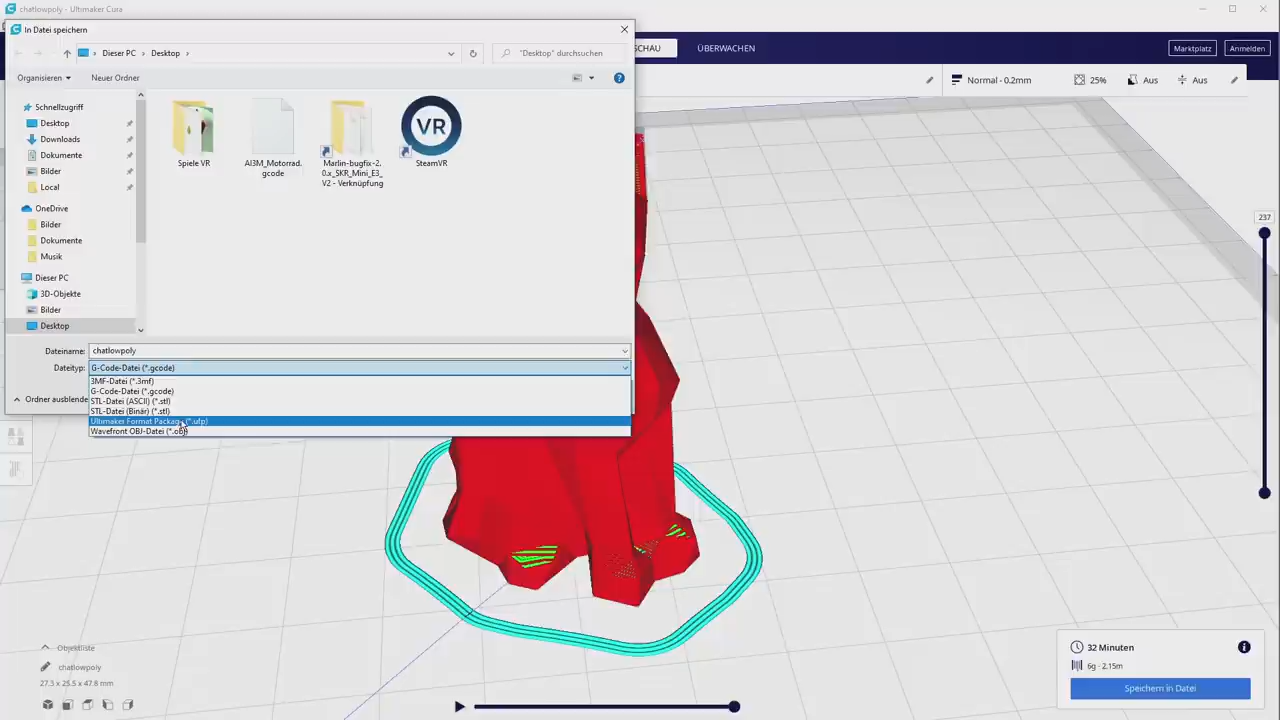 chatlowpoly - Ultimaker Cura
In Datei speichern
Dieser PC
Desktop
"Desktop" durchsuchen
SCHAU
ÜBERWACHEN
Marktplatz
Anmelden
Organisieren
Neuer Ordner
Normal - 0.2mm
25%
Aus
Aus
Schnellzugriff
Desktop
Downloads
Dokumente
Bilder
Local
OneDrive
Bilder
Dokumente
Musik
Dieser PC
3D-Objekte
Bilder
Desktop
Spiele VR
AI3M_Motorrad.
gcode
Marlin-bugfix-2.
0.x_SKR_Mini_E3_
V2 - Verknüpfung
VR
SteamVR
237
Dateiname:
chatlowpoly
Dateityp:
G-Code-Datei (*.gcode)
3MF-Datei (*.3mf)
G-Code-Datei (*.gcode)
STL-Datei (ASCII) (*.stl)
STL-Datei (Binär) (*.stl)
Ultimaker Format Package (*.ufp)
Wavefront OBJ-Datei (*.obj)
Ordner ausblende
Objektliste
chatlowpoly
27.3 x 25.5 x 47.8 mm
32 Minuten
6g · 2.15m
Speichern in Datei